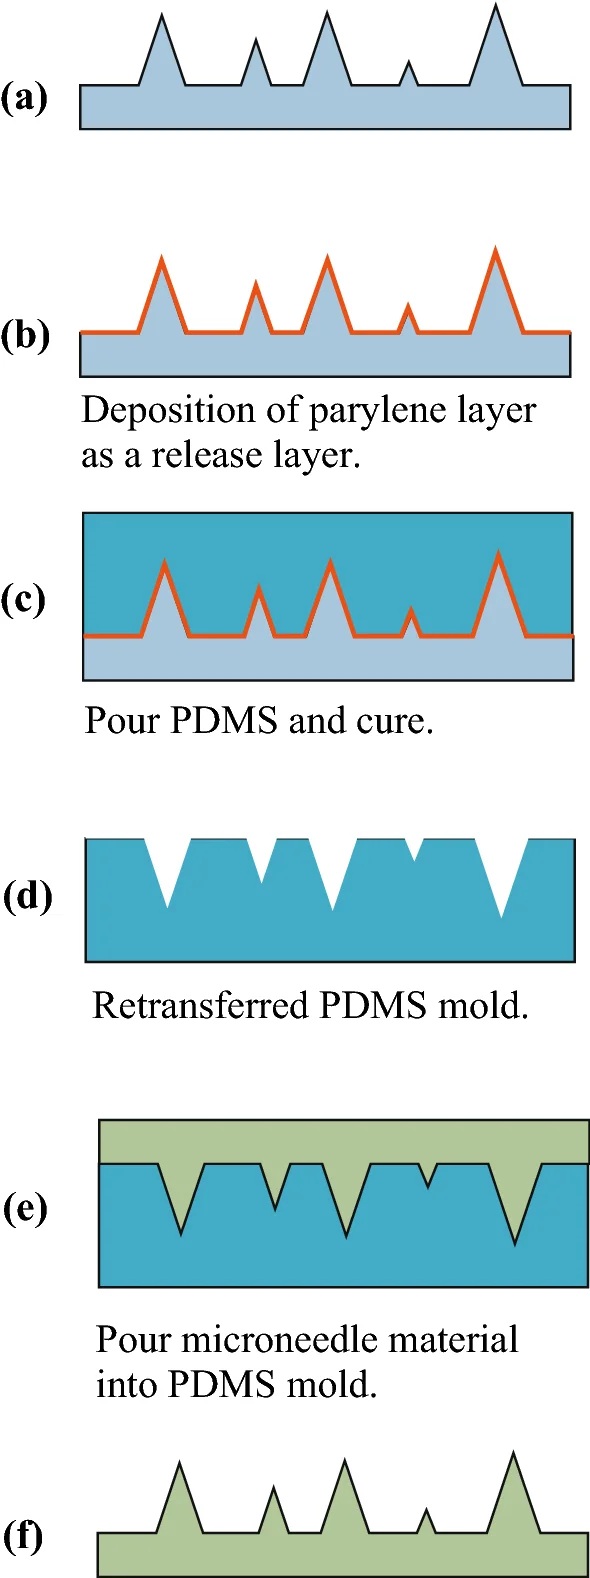 (a)
(b)
Deposition of parylene layer
as a release layer.
(c)
Pour PDMS and cure.
(d)
Retransferred PDMS mold.
(e)
Pour microneedle material
into PDMS mold.
(f)